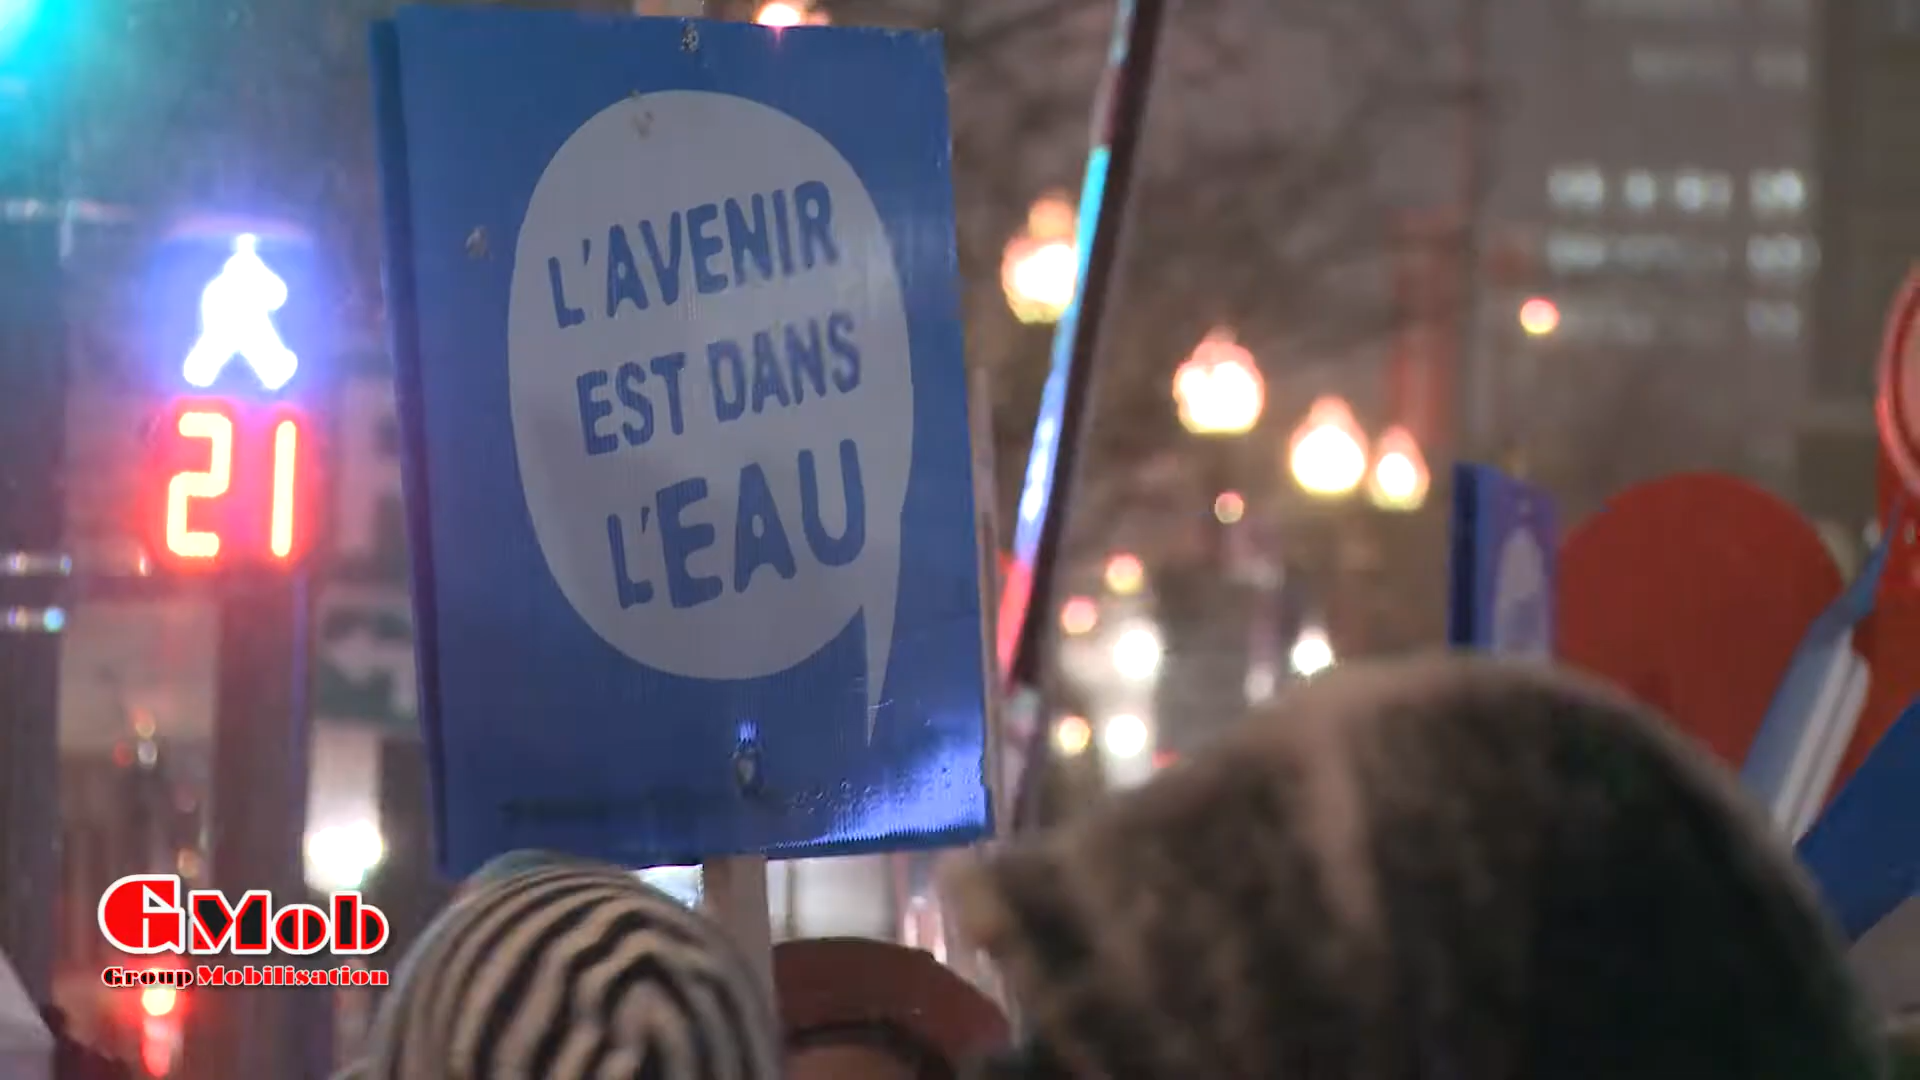 L'AVENIR
EST DANS
L'EAU
21
GMob
Group Mobilisation